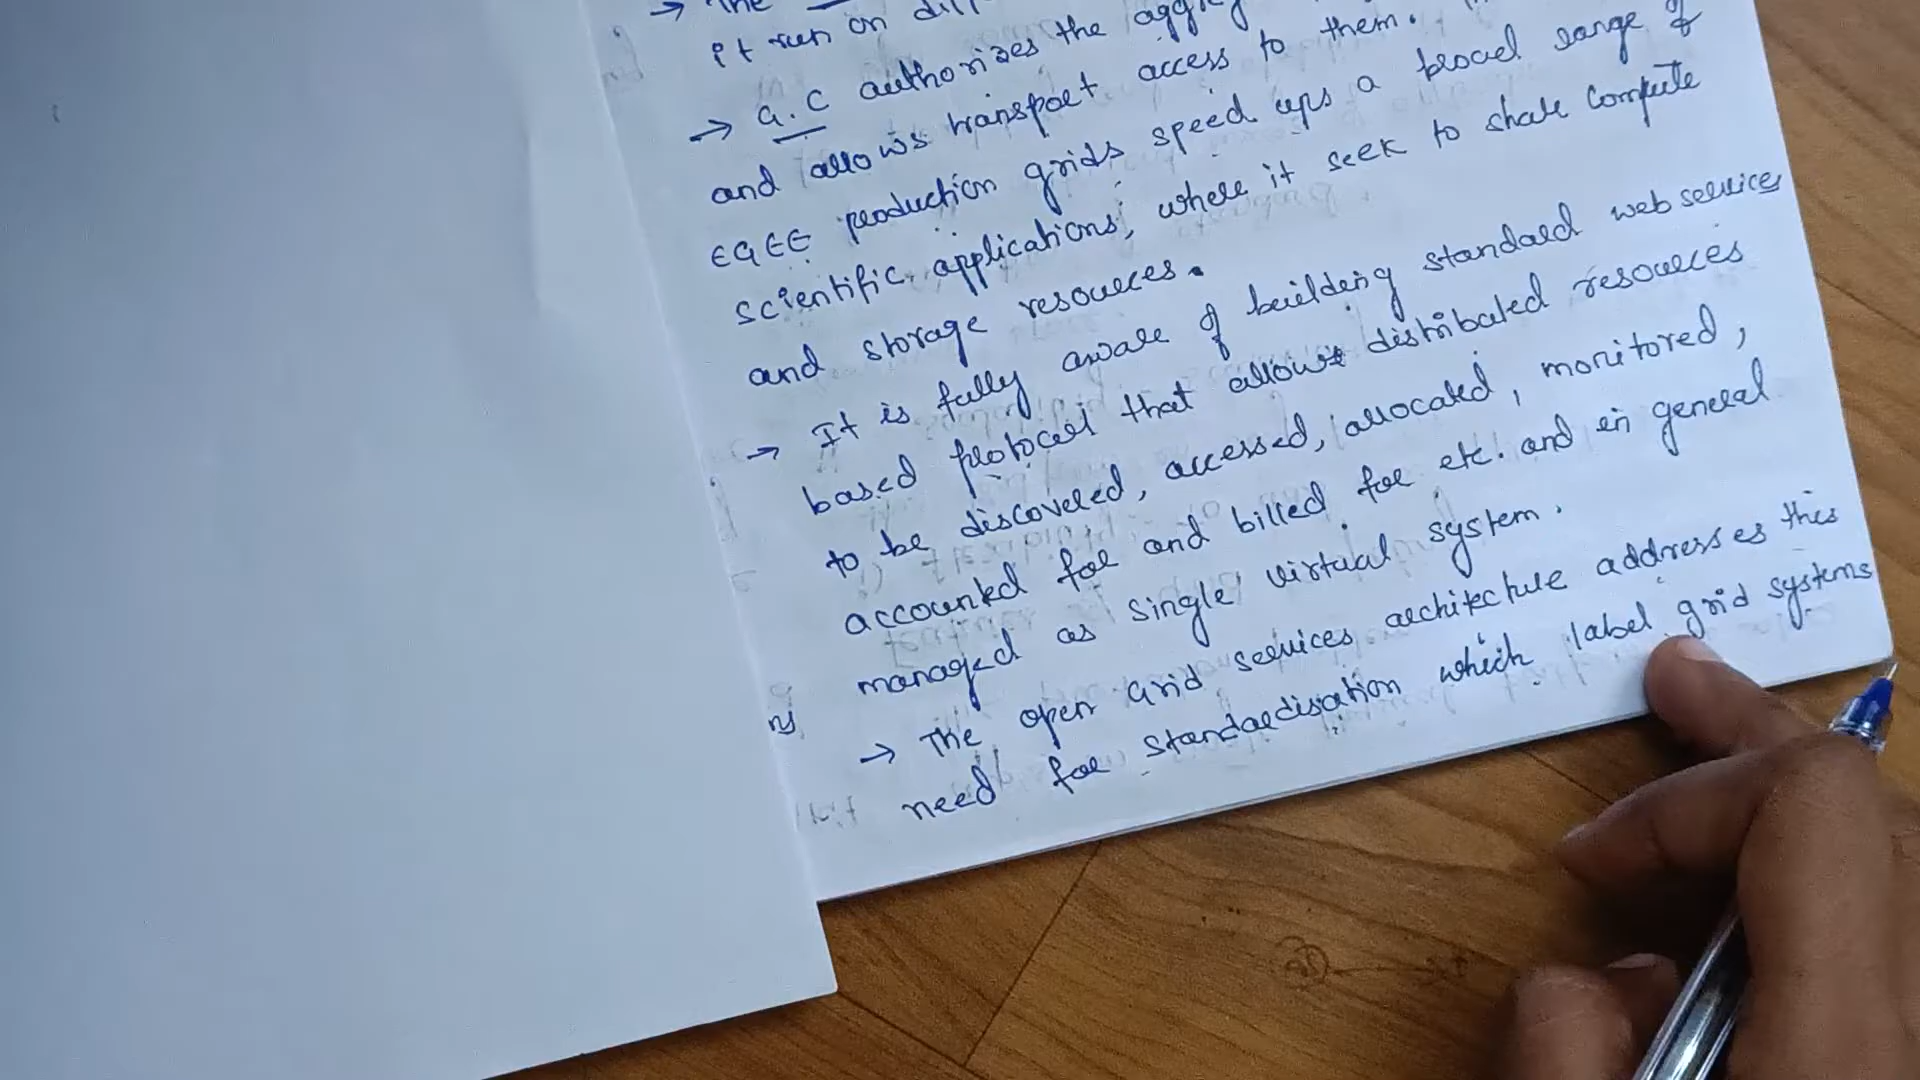 → The
it run on diff
→ G.C authorizes the aggreg
and allows transport access to them.
EGEE production grids speed ups a broad range of
scientific applications, where it seek to share compute
and storage resources.
→ It is fully aware of building standard web services
based protocol that allows distributed resources
to be discovered, accessed, allocated, monitored,
accounted for and billed for etc. and in general
managed as single virtual system.
→ The open Grid services architecture addresses this
need for standardisation which label grid systems